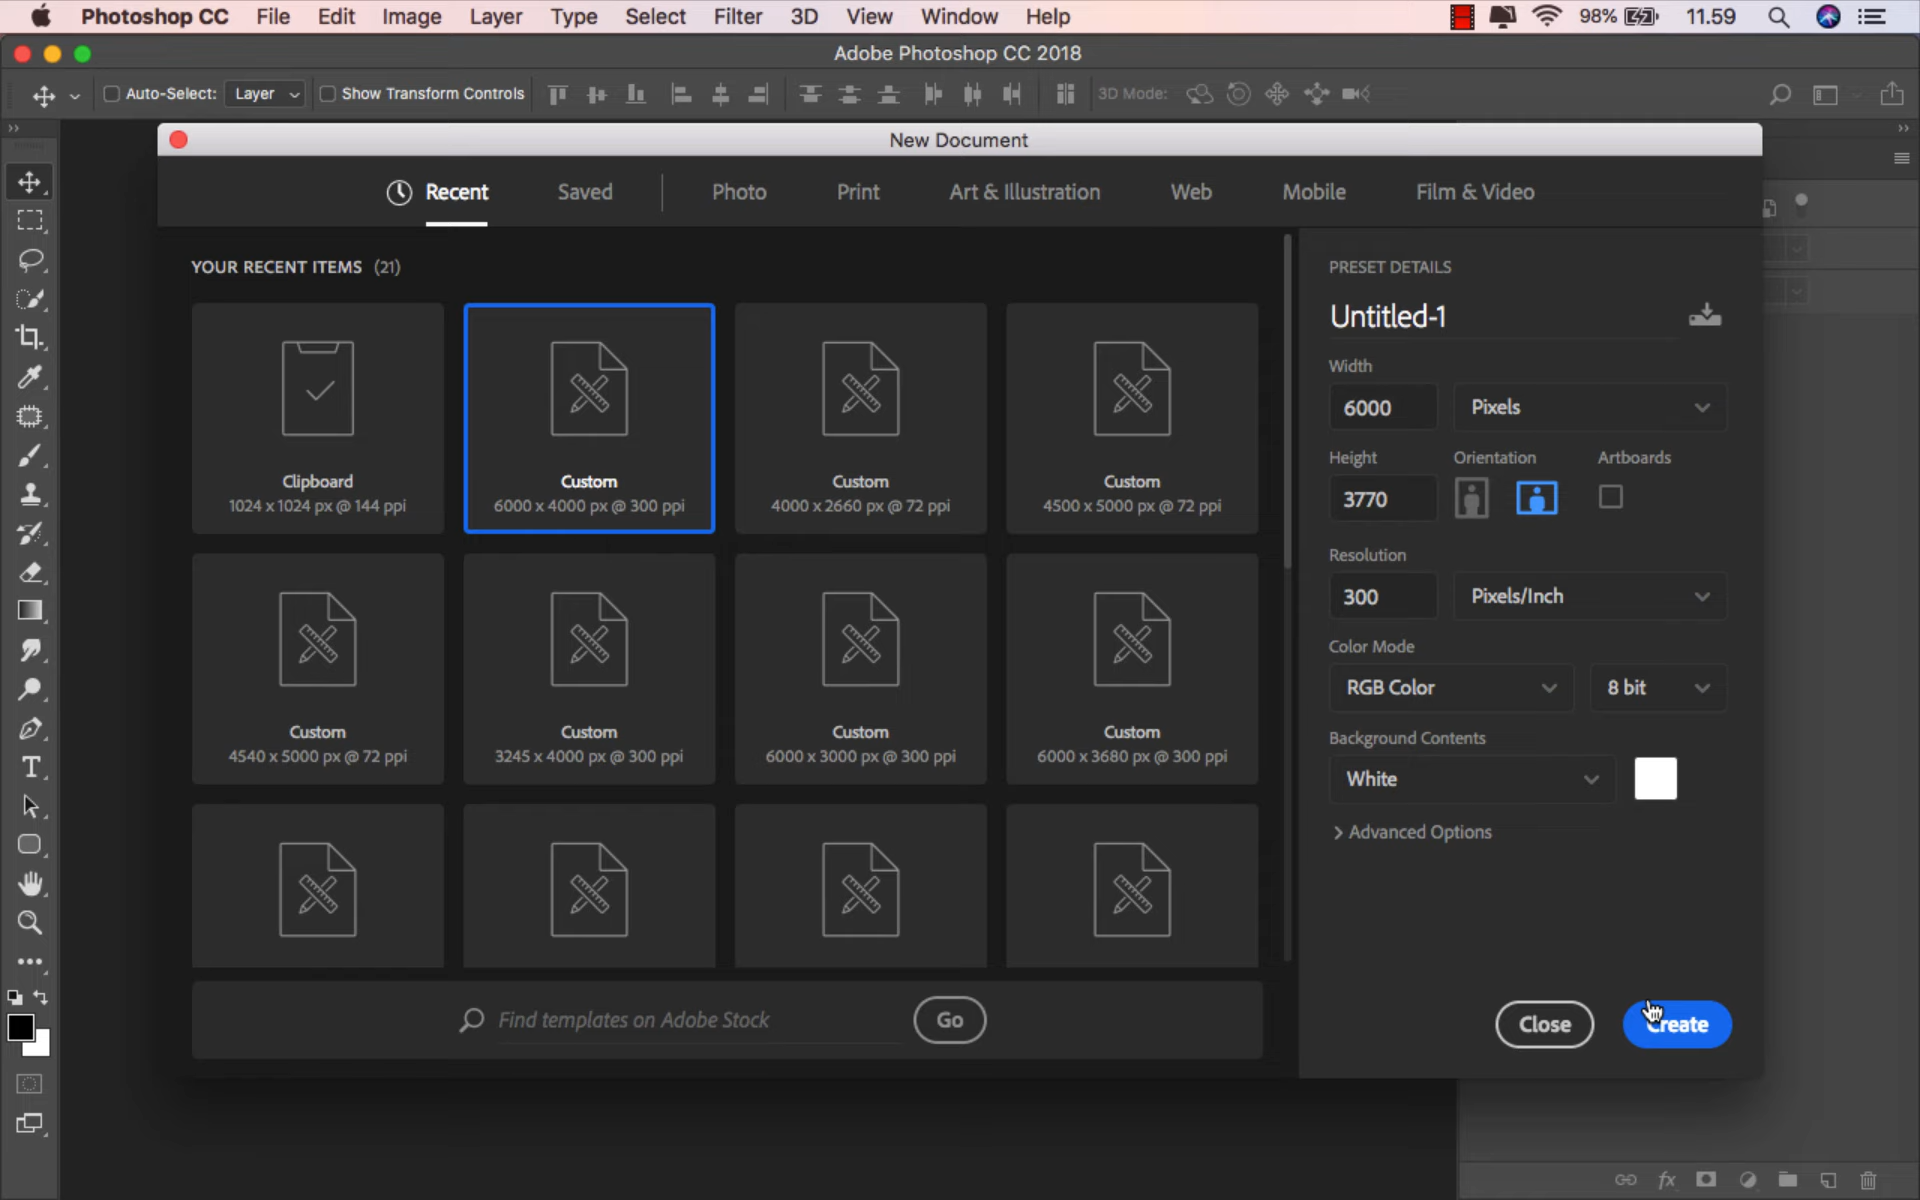 Photoshop CC File Edit Image Layer Type Select Filter 3D View Window Help 98% 11.59
Adobe Photoshop CC 2018
Auto-Select: Layer Show Transform Controls 3D Mode:
New Document
Recent Saved Photo Print Art & Illustration Web Mobile Film & Video
YOUR RECENT ITEMS (21)
Clipboard
1024 x 1024 px @ 144 ppi
Custom
6000 x 4000 px @ 300 ppi
Custom
4000 x 2660 px @ 72 ppi
Custom
4500 x 5000 px @ 72 ppi
Custom
4540 x 5000 px @ 72 ppi
Custom
3245 x 4000 px @ 300 ppi
Custom
6000 x 3000 px @ 300 ppi
Custom
6000 x 3680 px @ 300 ppi
Find templates on Adobe Stock Go
PRESET DETAILS
Untitled-1
Width
6000 Pixels
Height Orientation Artboards
3770
Resolution
300 Pixels/Inch
Color Mode
RGB Color 8 bit
Background Contents
White
Advanced Options
Close Create
fx